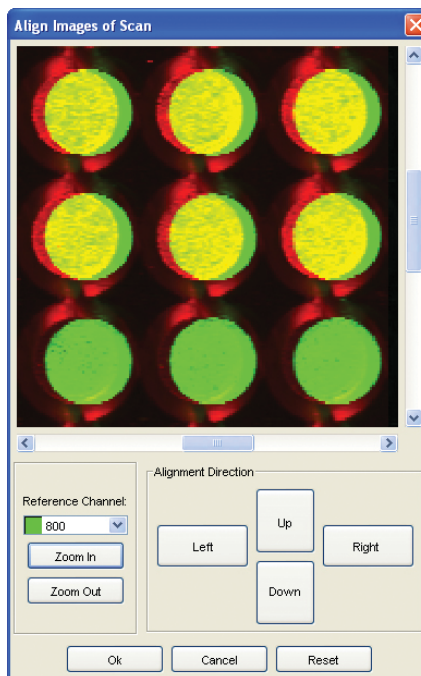 Align Images of Scan
Reference Channel:
800
Zoom In
Zoom Out
Alignment Direction
Left
Up
Down
Right
Ok
Cancel
Reset